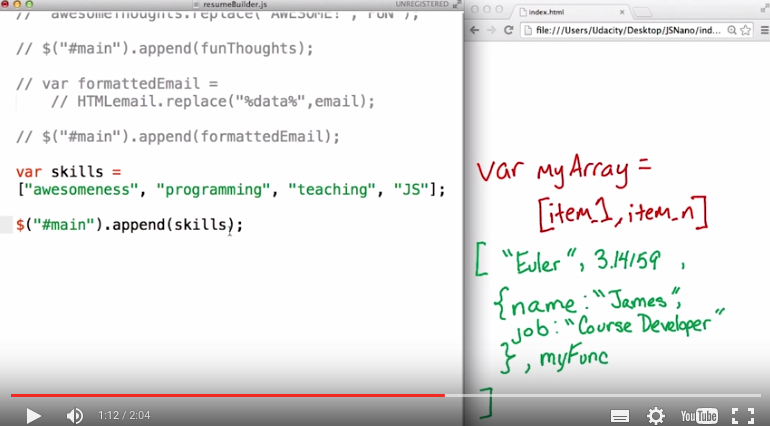 resumeBuilder.js
UNREGISTERED
// awesomeThoughts.replace("AWESOME!","FUN");
// $("#main").append(funThoughts);
// var formattedEmail =
// HTMLemail.replace("%data%",email);
// $("#main").append(formattedEmail);
var skills =
["awesomeness", "programming", "teaching", "JS"];
$("#main").append(skills);
index.html
file:///Users/Udacity/Desktop/JSNano/ind...
var myArray =
[item_1, item_n]
[ "Euler", 3.14159 ,
{name: "James",
job: "Course Developer"
} , myFunc
]
1:12 / 2:04
YouTube